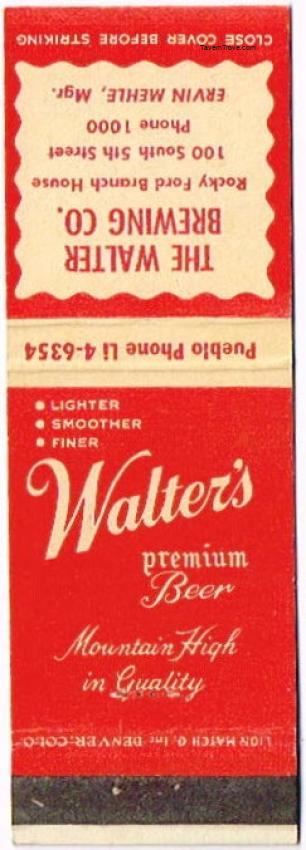 CLOSE COVER BEFORE STRIKING
TavernTrove.com
THE WALTER
BREWING CO.
Rocky Ford Branch House
100 South 5th Street
Phone 1000
ERVIN MEHLE, Mgr.
Pueblo Phone Li 4-6354
• LIGHTER
• SMOOTHER
• FINER
Walter's
premium
Beer
Mountain High
in Quality
LION MATCH Co Inc DENVER, COLO